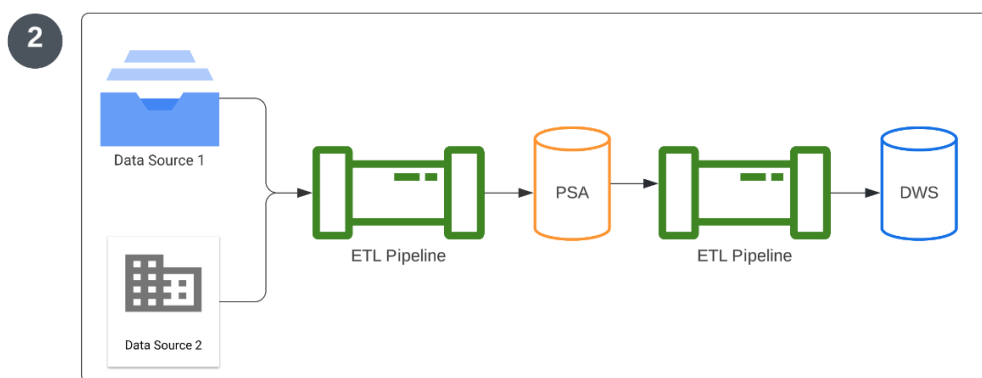 2
Data Source 1
ETL Pipeline
PSA
ETL Pipeline
DWS
Data Source 2